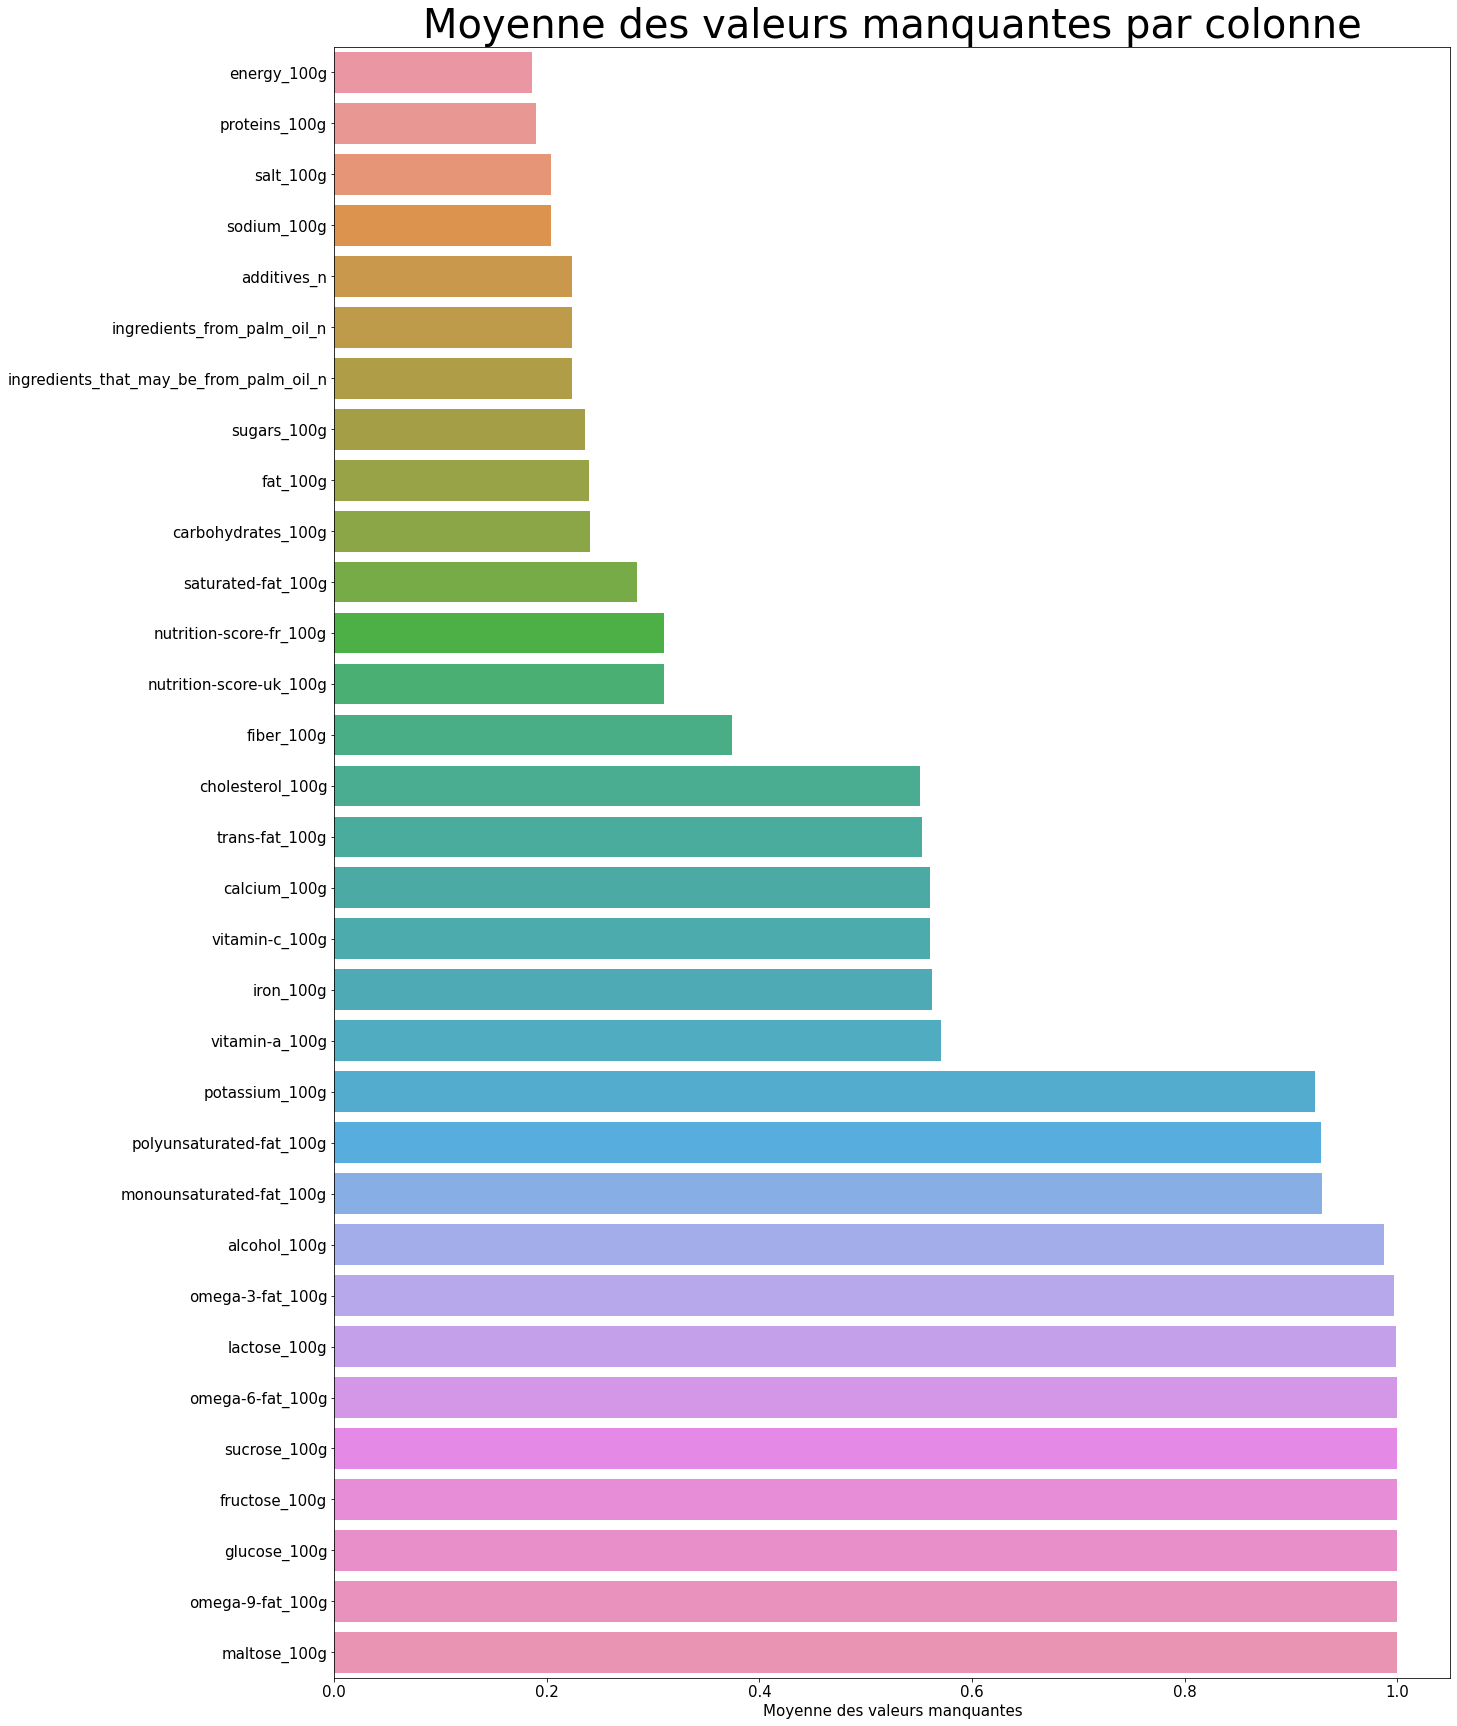 Moyenne des valeurs manquantes par colonne
energy_100g
proteins_100g
salt_100g
sodium_100g
additives_n
ingredients_from_palm_oil_n
ingredients_that_may_be_from_palm_oil_n
sugars_100g
fat_100g
carbohydrates_100g
saturated-fat_100g
nutrition-score-fr_100g
nutrition-score-uk_100g
fiber_100g
cholesterol_100g
trans-fat_100g
calcium_100g
vitamin-c_100g
iron_100g
vitamin-a_100g
potassium_100g
polyunsaturated-fat_100g
monounsaturated-fat_100g
alcohol_100g
omega-3-fat_100g
lactose_100g
omega-6-fat_100g
sucrose_100g
fructose_100g
glucose_100g
omega-9-fat_100g
maltose_100g
0.0 0.2 0.4 0.6 0.8 1.0
Moyenne des valeurs manquantes